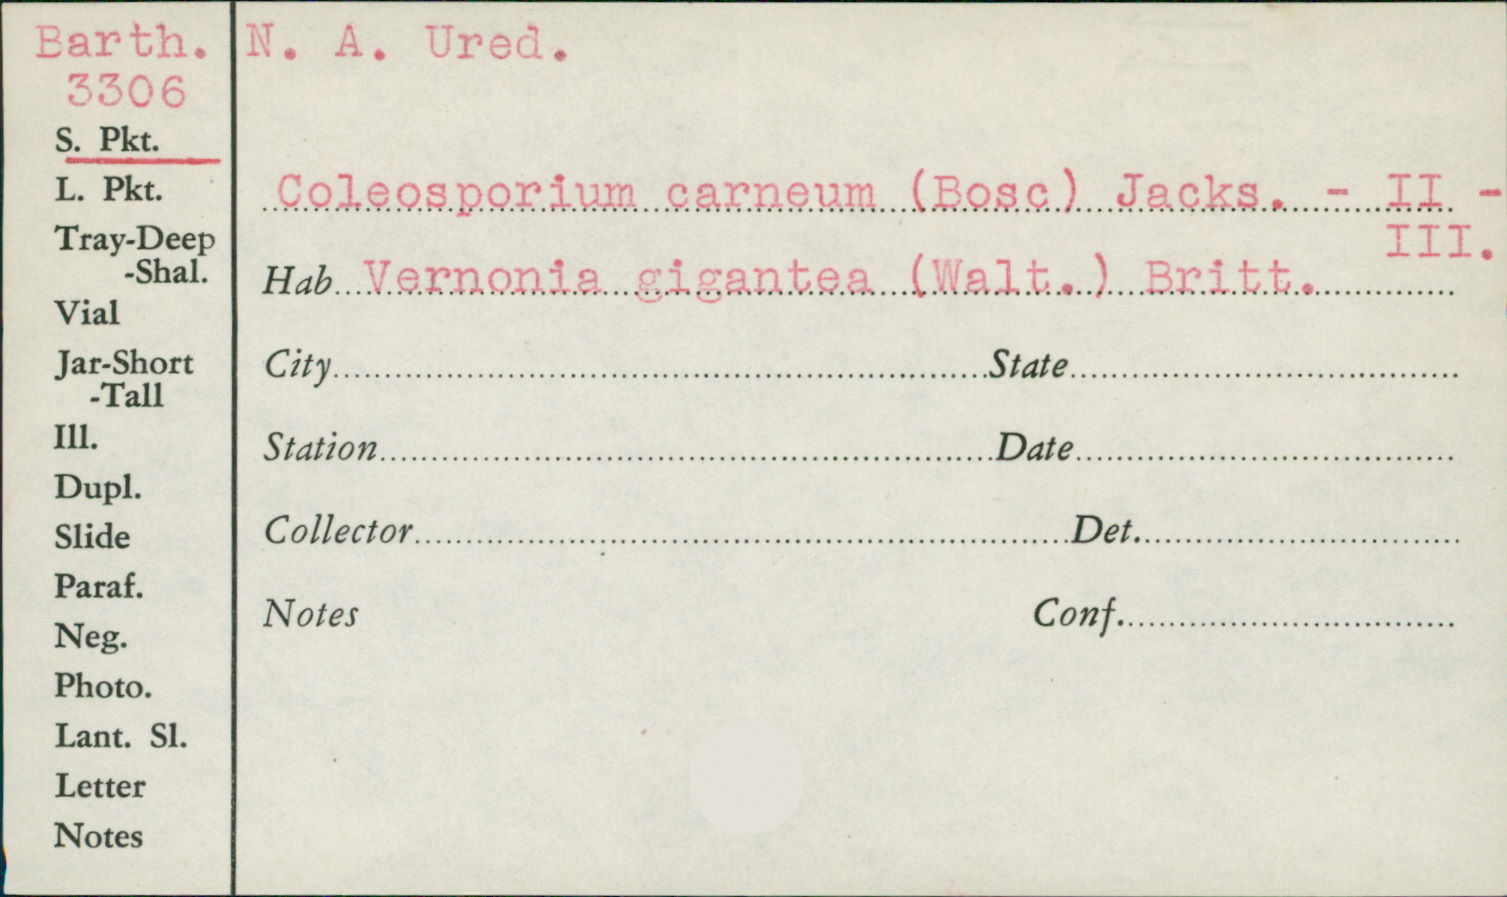 Barth. N. A. Ured.
3306
S. Pkt.
L. Pkt.
Tray-Deep
-Shal.
Vial
Jar-Short
-Tall
Ill.
Dupl.
Slide
Paraf.
Neg.
Photo.
Lant. Sl.
Letter
Notes
Coleosporium carneum (Bosc) Jacks. - II -
III.
Hab Vernonia gigantea (Walt.) Britt.
City State
Station Date
Collector Det.
Notes Conf.